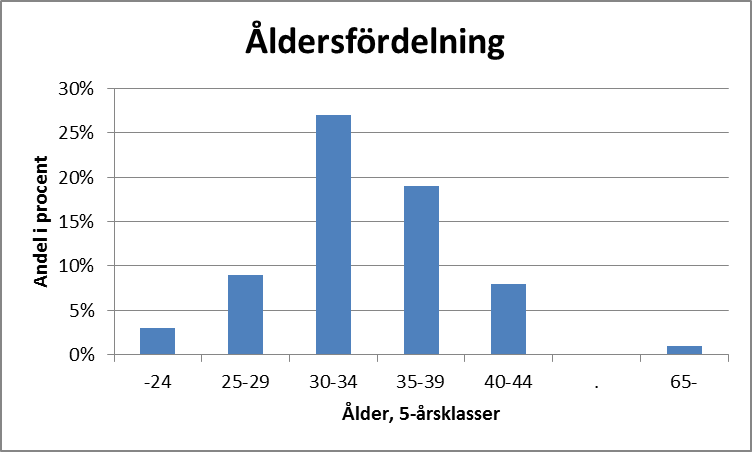 Åldersfördelning
30%
25%
20%
15%
10%
5%
0%
Andel i procent
-24 25-29 30-34 35-39 40-44 . 65-
Ålder, 5-årsklasser